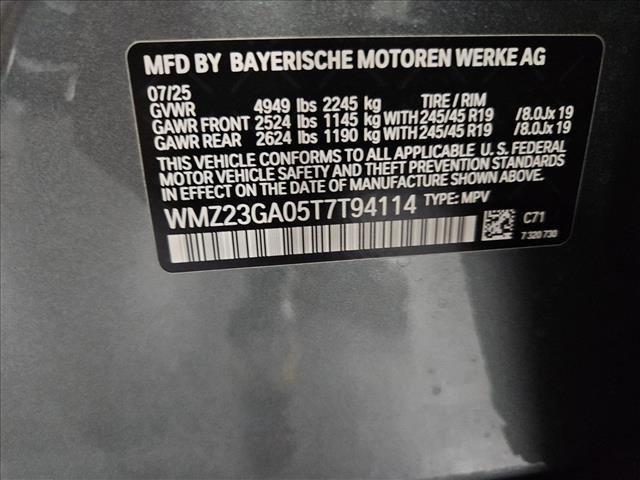 MFD BY BAYERISCHE MOTOREN WERKE AG
07/25
GVWR 4949 lbs 2245 kg TIRE / RIM
GAWR FRONT 2524 lbs 1145 kg WITH 245/45 R19 /8.0Jx 19
GAWR REAR 2624 lbs 1190 kg WITH 245/45 R19 /8.0Jx 19
THIS VEHICLE CONFORMS TO ALL APPLICABLE U. S. FEDERAL
MOTOR VEHICLE SAFETY AND THEFT PREVENTION STANDARDS
IN EFFECT ON THE DATE OF MANUFACTURE SHOWN ABOVE.
WMZ23GA05T7T94114 TYPE: MPV
C71
7 320 730